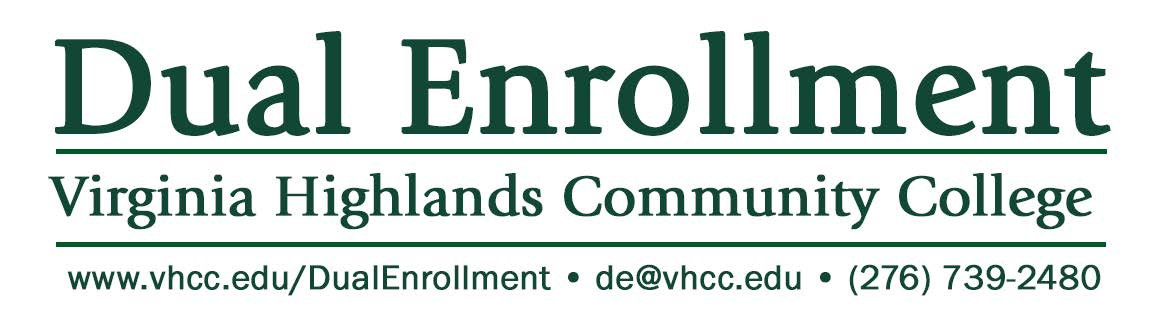 Dual Enrollment
Virginia Highlands Community College
www.vhcc.edu/DualEnrollment • de@vhcc.edu • (276) 739-2480